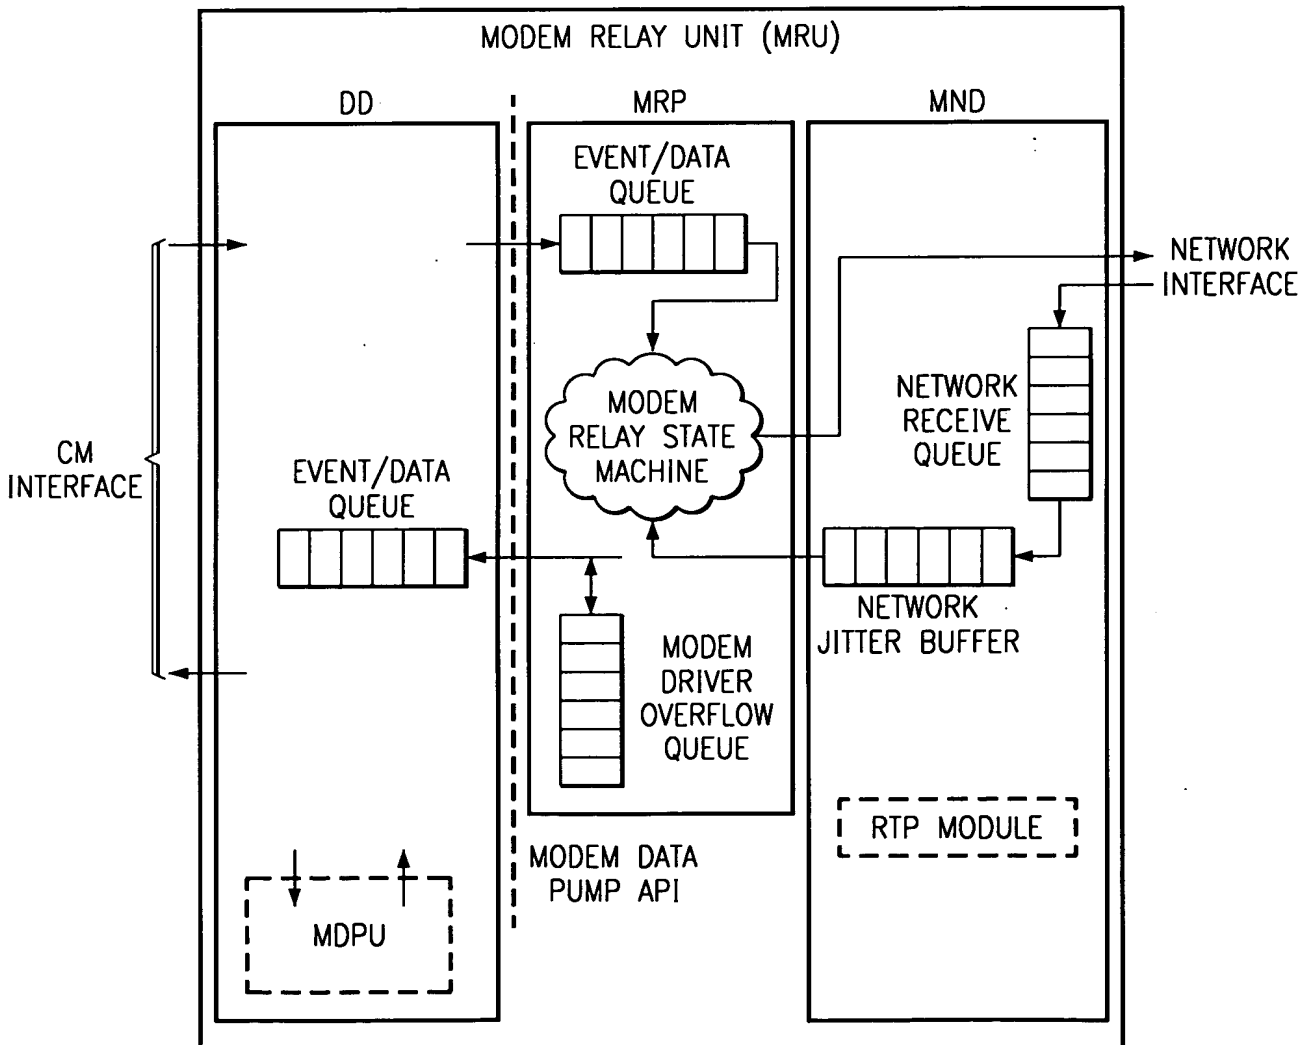 MODEM RELAY UNIT (MRU)
DD
MRP
MND
EVENT/DATA
QUEUE
NETWORK
INTERFACE
MODEM
RELAY STATE
MACHINE
NETWORK
RECEIVE
QUEUE
CM
INTERFACE
EVENT/DATA
QUEUE
NETWORK
JITTER BUFFER
MODEM
DRIVER
OVERFLOW
QUEUE
RTP MODULE
MODEM DATA
PUMP API
MDPU